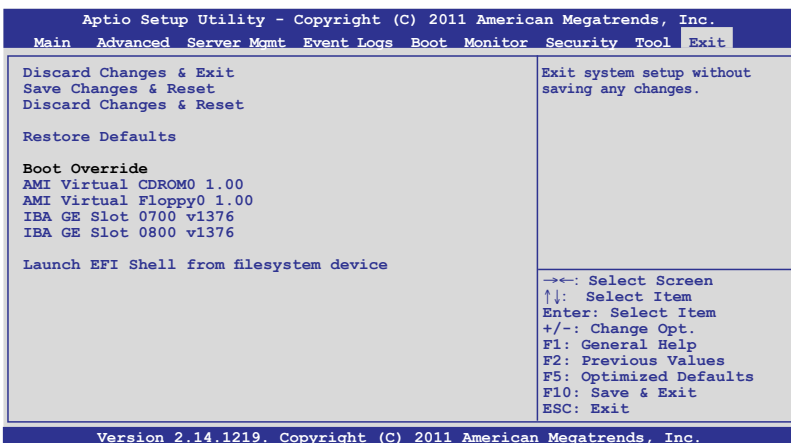 Aptio Setup Utility - Copyright (C) 2011 American Megatrends, Inc.
Main Advanced Server Mgmt Event Logs Boot Monitor Security Tool Exit
Discard Changes & Exit
Save Changes & Reset
Discard Changes & Reset
Restore Defaults
Boot Override
AMI Virtual CDROM0 1.00
AMI Virtual Floppy0 1.00
IBA GE Slot 0700 v1376
IBA GE Slot 0800 v1376
Launch EFI Shell from filesystem device
Exit system setup without
saving any changes.
→←: Select Screen
↑↓: Select Item
Enter: Select Item
+/-: Change Opt.
F1: General Help
F2: Previous Values
F5: Optimized Defaults
F10: Save & Exit
ESC: Exit
Version 2.14.1219. Copyright (C) 2011 American Megatrends, Inc.